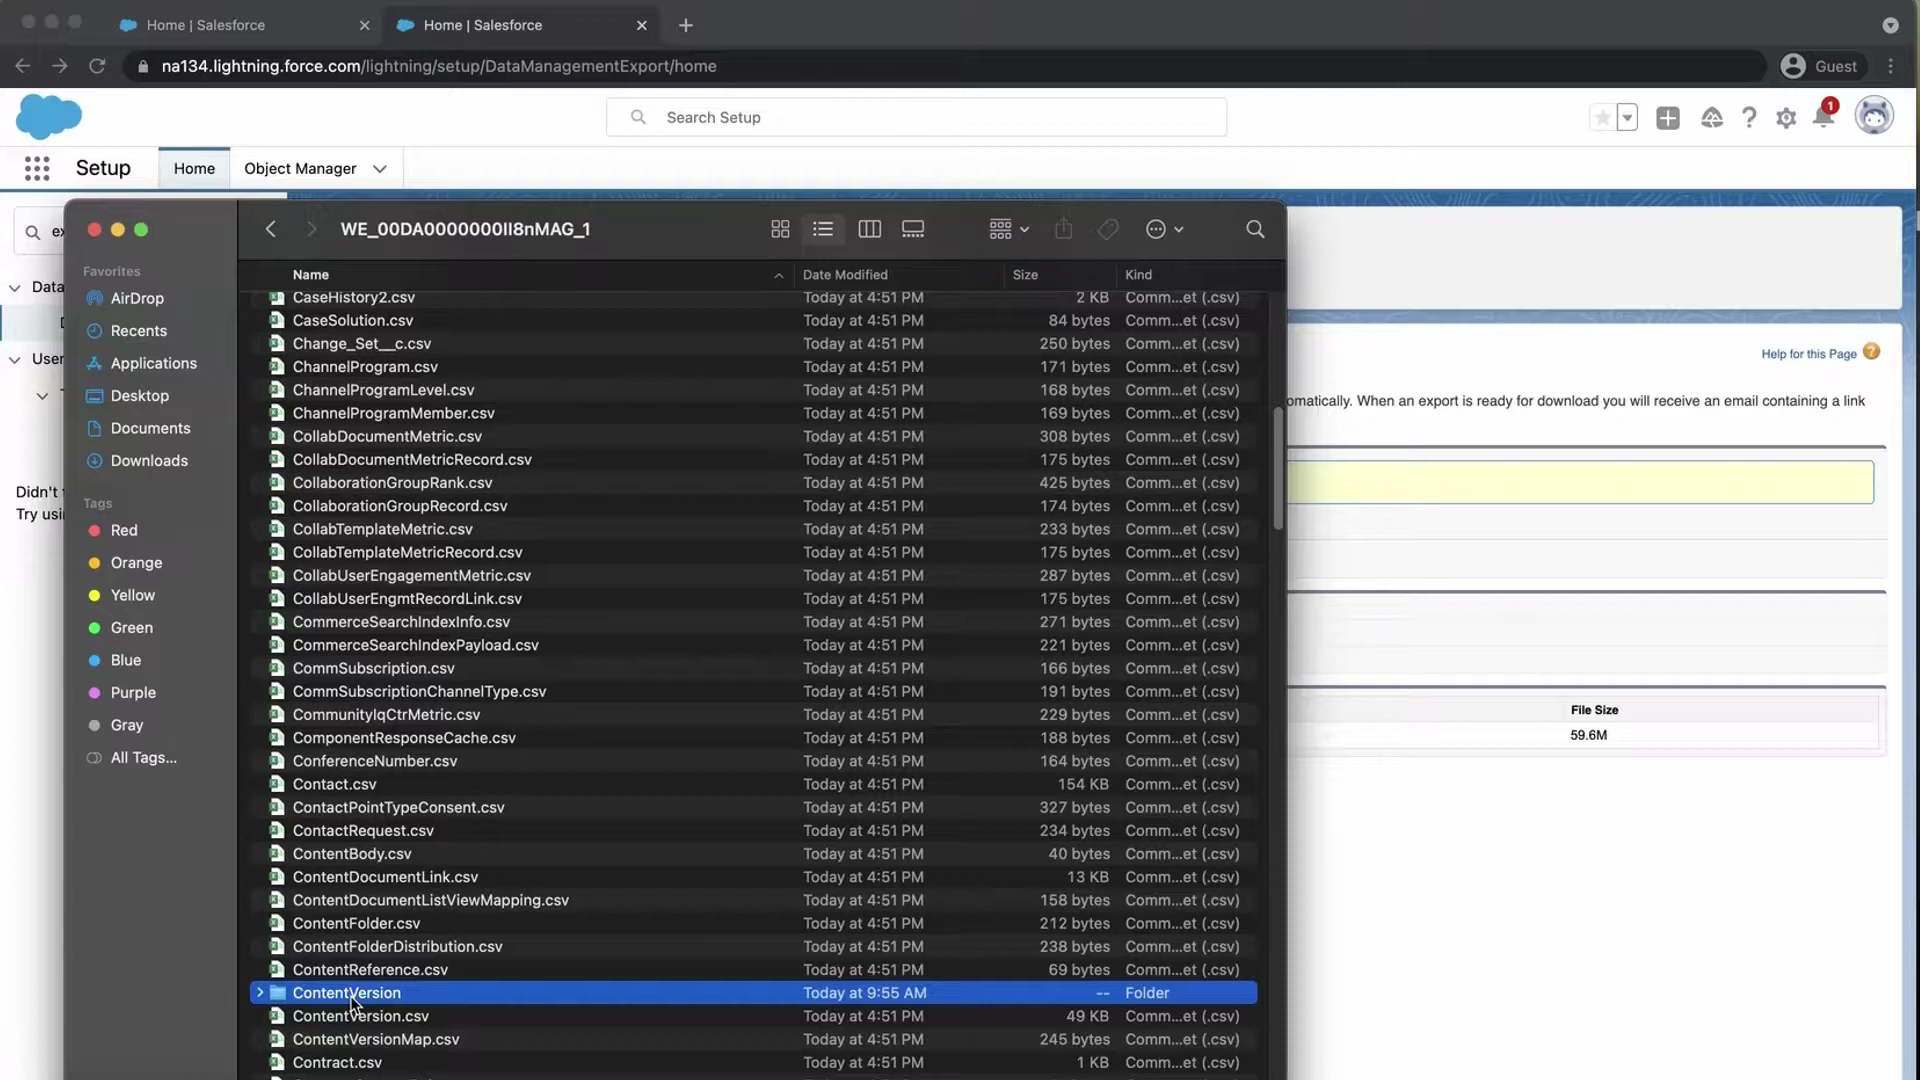 Home | Salesforce
Home | Salesforce
na134.lightning.force.com/lightning/setup/DataManagementExport/home
Guest
Search Setup
1
Setup
Home
Object Manager
ex
Data
User
Didn't
Try usi
WE_00DA0000000II8nMAG_1
Favorites
AirDrop
Recents
Applications
Desktop
Documents
Downloads
Tags
Red
Orange
Yellow
Green
Blue
Purple
Gray
All Tags...
Name Date Modified Size Kind
CaseHistory2.csv Today at 4:51 PM 2 KB Comm...et (.csv)
CaseSolution.csv Today at 4:51 PM 84 bytes Comm...et (.csv)
Change_Set__c.csv Today at 4:51 PM 250 bytes Comm...et (.csv)
ChannelProgram.csv Today at 4:51 PM 171 bytes Comm...et (.csv)
ChannelProgramLevel.csv Today at 4:51 PM 168 bytes Comm...et (.csv)
ChannelProgramMember.csv Today at 4:51 PM 169 bytes Comm...et (.csv)
CollabDocumentMetric.csv Today at 4:51 PM 308 bytes Comm...et (.csv)
CollabDocumentMetricRecord.csv Today at 4:51 PM 175 bytes Comm...et (.csv)
CollaborationGroupRank.csv Today at 4:51 PM 425 bytes Comm...et (.csv)
CollaborationGroupRecord.csv Today at 4:51 PM 174 bytes Comm...et (.csv)
CollabTemplateMetric.csv Today at 4:51 PM 233 bytes Comm...et (.csv)
CollabTemplateMetricRecord.csv Today at 4:51 PM 175 bytes Comm...et (.csv)
CollabUserEngagementMetric.csv Today at 4:51 PM 287 bytes Comm...et (.csv)
CollabUserEngmtRecordLink.csv Today at 4:51 PM 175 bytes Comm...et (.csv)
CommerceSearchIndexInfo.csv Today at 4:51 PM 271 bytes Comm...et (.csv)
CommerceSearchIndexPayload.csv Today at 4:51 PM 221 bytes Comm...et (.csv)
CommSubscription.csv Today at 4:51 PM 166 bytes Comm...et (.csv)
CommSubscriptionChannelType.csv Today at 4:51 PM 191 bytes Comm...et (.csv)
CommunityIqCtrMetric.csv Today at 4:51 PM 229 bytes Comm...et (.csv)
ComponentResponseCache.csv Today at 4:51 PM 188 bytes Comm...et (.csv)
ConferenceNumber.csv Today at 4:51 PM 164 bytes Comm...et (.csv)
Contact.csv Today at 4:51 PM 154 KB Comm...et (.csv)
ContactPointTypeConsent.csv Today at 4:51 PM 327 bytes Comm...et (.csv)
ContactRequest.csv Today at 4:51 PM 234 bytes Comm...et (.csv)
ContentBody.csv Today at 4:51 PM 40 bytes Comm...et (.csv)
ContentDocumentLink.csv Today at 4:51 PM 13 KB Comm...et (.csv)
ContentDocumentListViewMapping.csv Today at 4:51 PM 158 bytes Comm...et (.csv)
ContentFolder.csv Today at 4:51 PM 212 bytes Comm...et (.csv)
ContentFolderDistribution.csv Today at 4:51 PM 238 bytes Comm...et (.csv)
ContentReference.csv Today at 4:51 PM 69 bytes Comm...et (.csv)
ContentVersion Today at 9:55 AM -- Folder
ContentVersion.csv Today at 4:51 PM 49 KB Comm...et (.csv)
ContentVersionMap.csv Today at 4:51 PM 245 bytes Comm...et (.csv)
Contract.csv Today at 4:51 PM 1 KB Comm...et (.csv)
Help for this Page
omatically. When an export is ready for download you will receive an email containing a link
File Size
59.6M